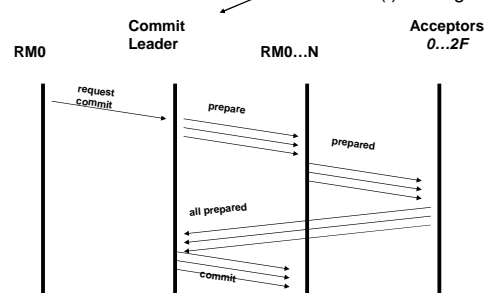 Commit
Leader
RM0
RM0…N
Acceptors
0…2F
request
commit
prepare
prepared
all prepared
commit